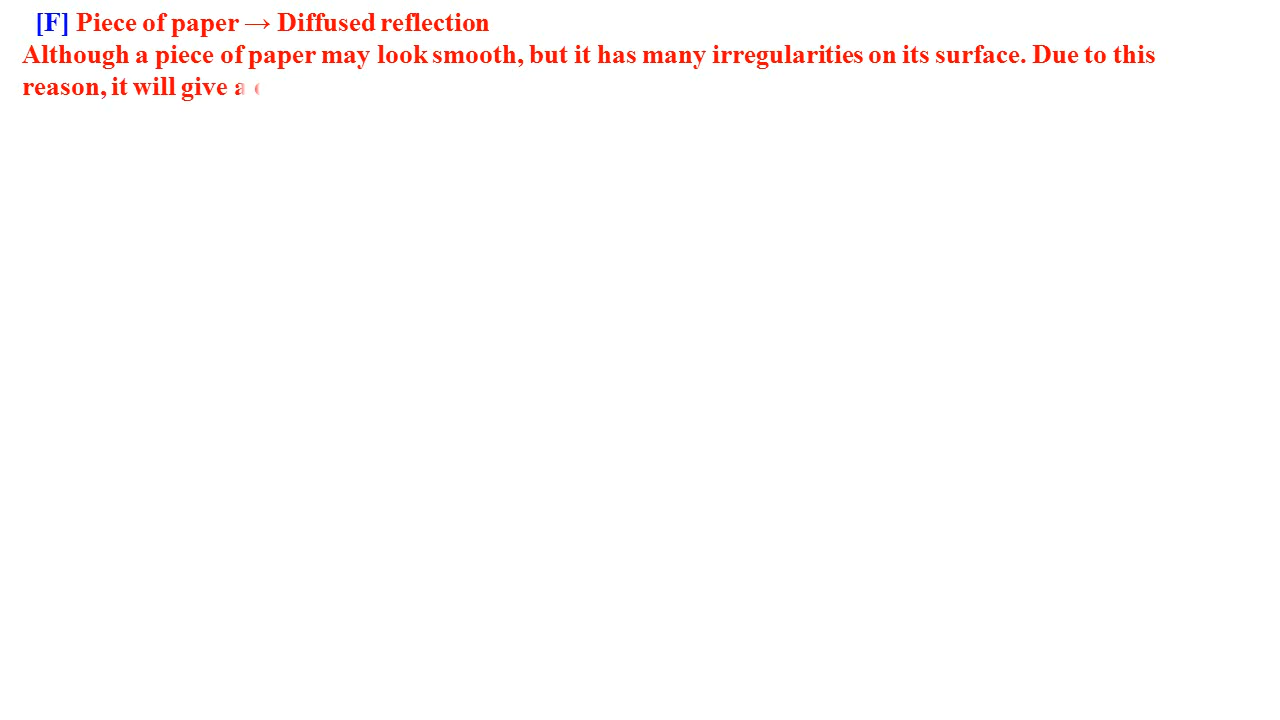 [F] Piece of paper → Diffused reflection
Although a piece of paper may look smooth, but it has many irregularities on its surface. Due to this
reason, it will give a